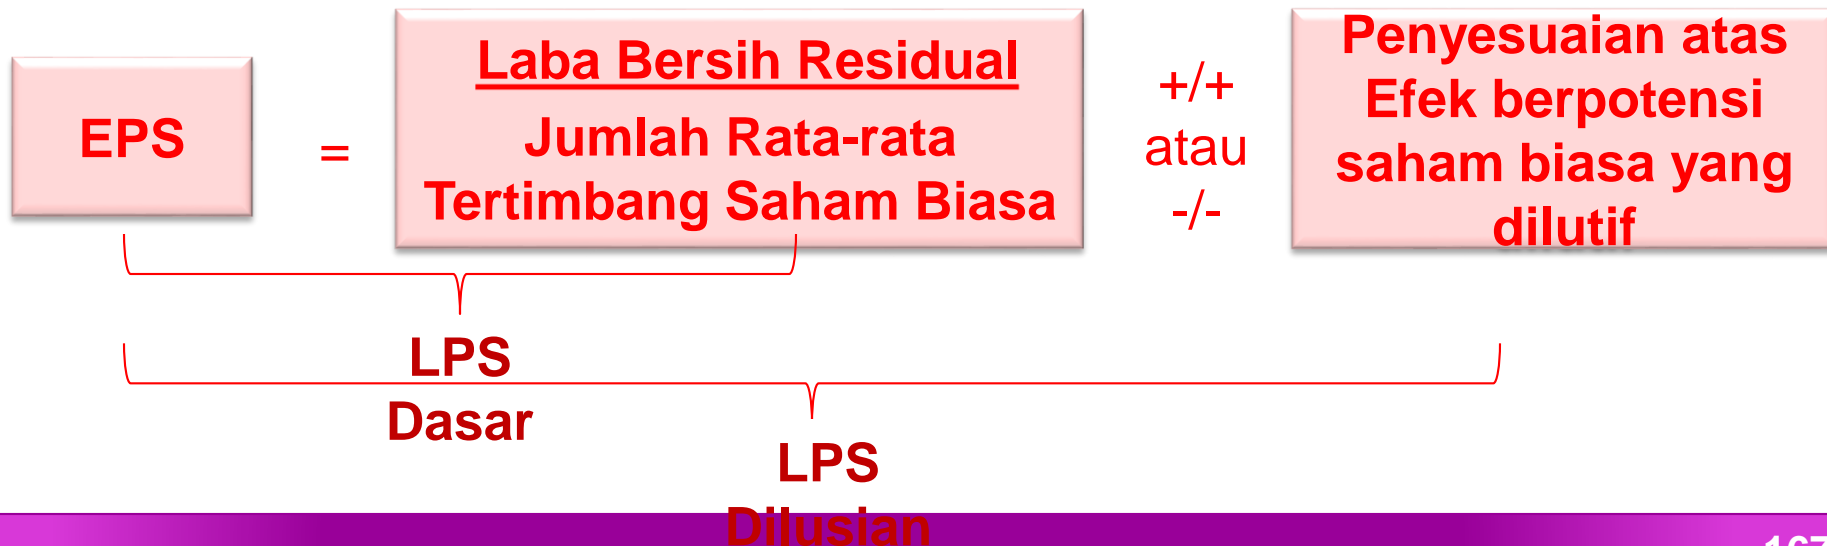 EPS
=
Laba Bersih Residual
Jumlah Rata-rata
Tertimbang Saham Biasa
+/+
atau
-/-
Penyesuaian atas
Efek berpotensi
saham biasa yang
dilutif
LPS
Dasar
LPS
Dilusian
167